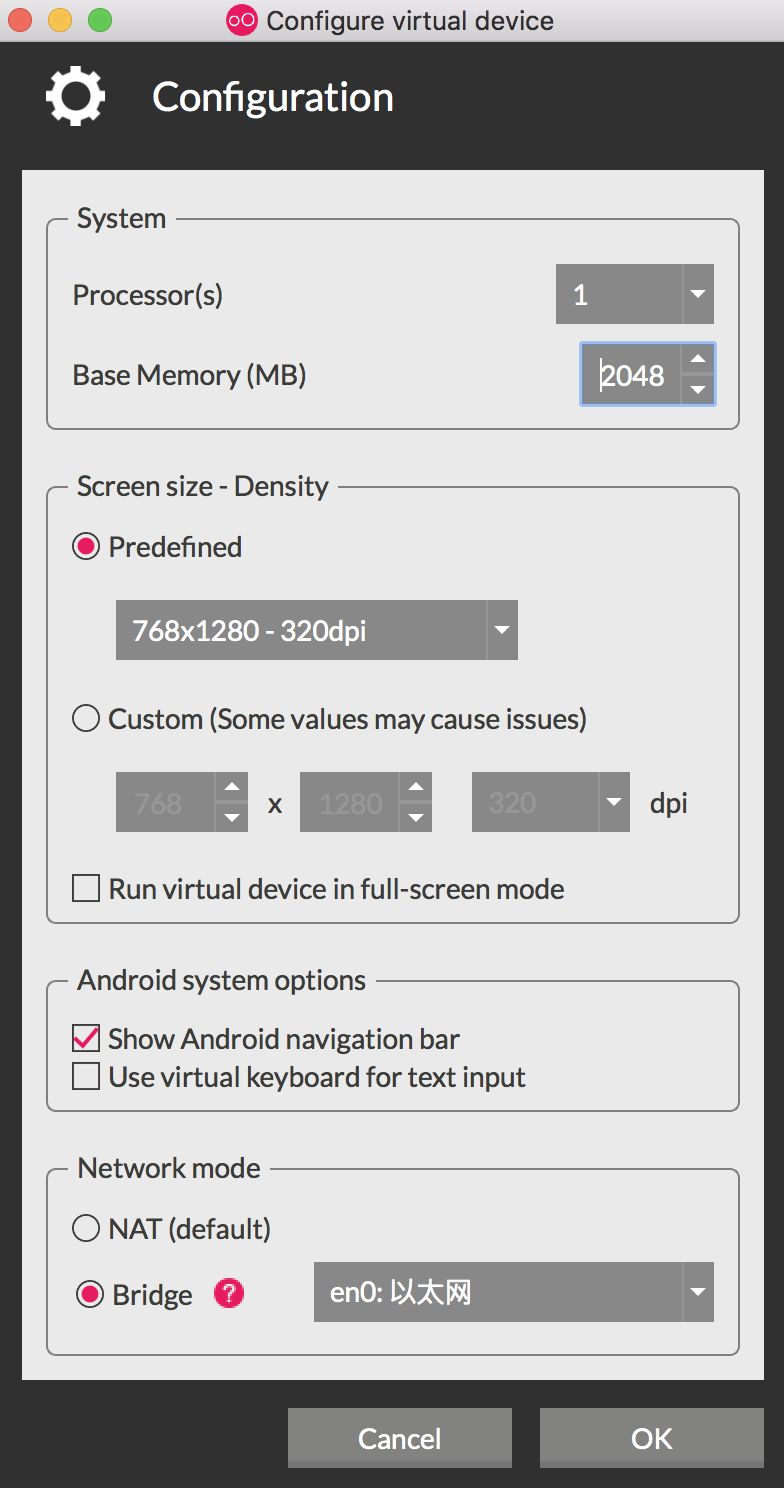 Configure virtual device
Configuration
System
Processor(s) 1
Base Memory (MB) 2048
Screen size - Density
Predefined
768x1280 - 320dpi
Custom (Some values may cause issues)
768 x 1280 320 dpi
Run virtual device in full-screen mode
Android system options
Show Android navigation bar
Use virtual keyboard for text input
Network mode
NAT (default)
Bridge ? en0: 以太网
Cancel OK